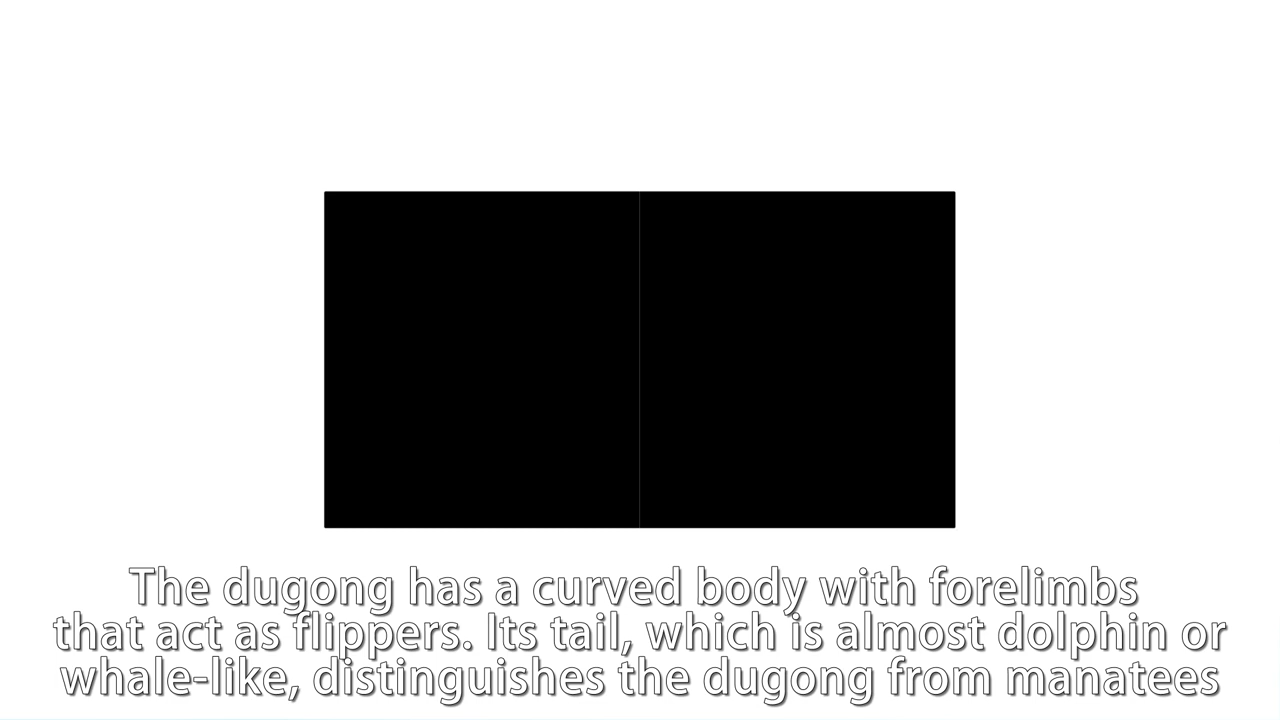 The dugong has a curved body with forelimbs
that act as flippers. Its tail, which is almost dolphin or
whale-like, distinguishes the dugong from manatees